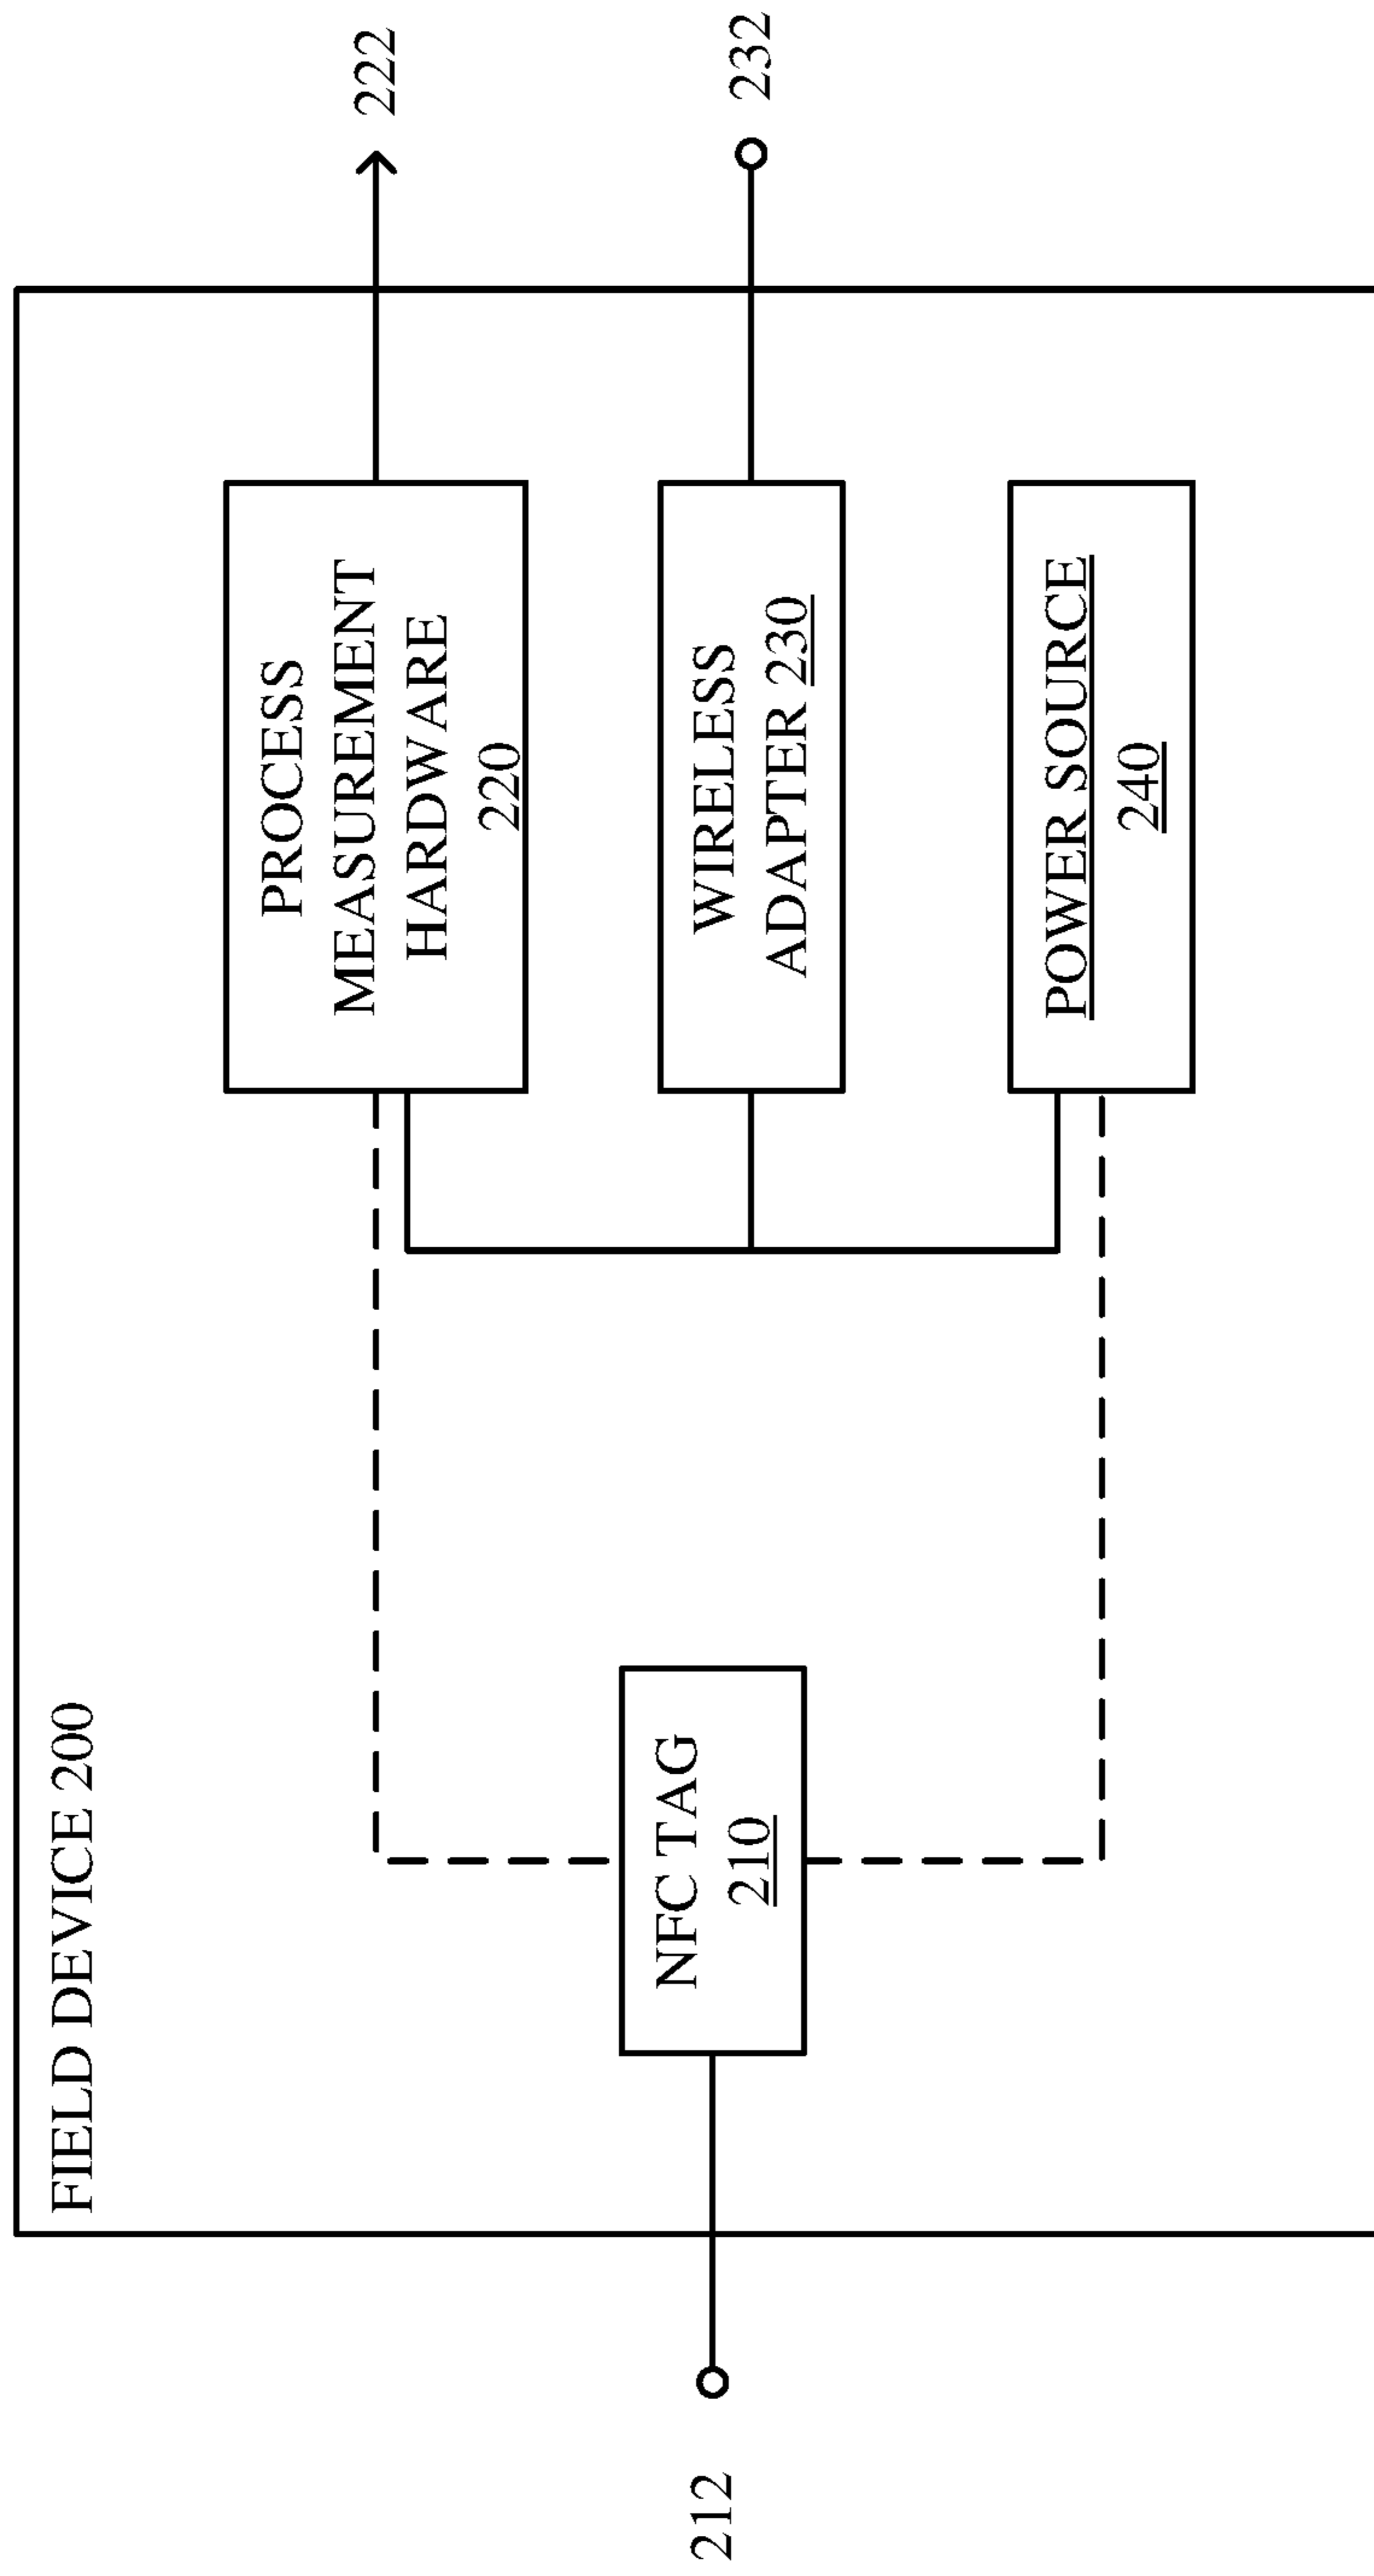 FIELD DEVICE 200
212
NFC TAG
210
PROCESS
MEASUREMENT
HARDWARE
220
WIRELESS
ADAPTER 230
POWER SOURCE
240
222
232